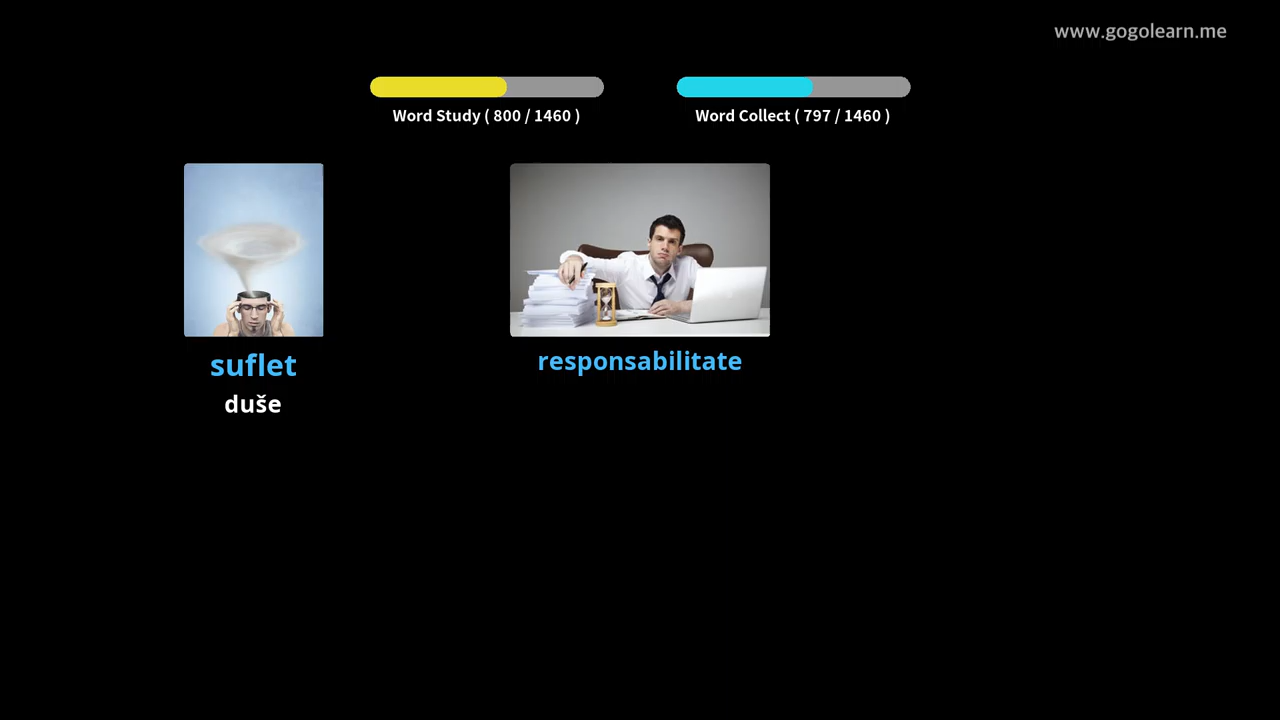 www.gogolearn.me
Word Study ( 800 / 1460 )
Word Collect ( 797 / 1460 )
suflet
duše
responsabilitate